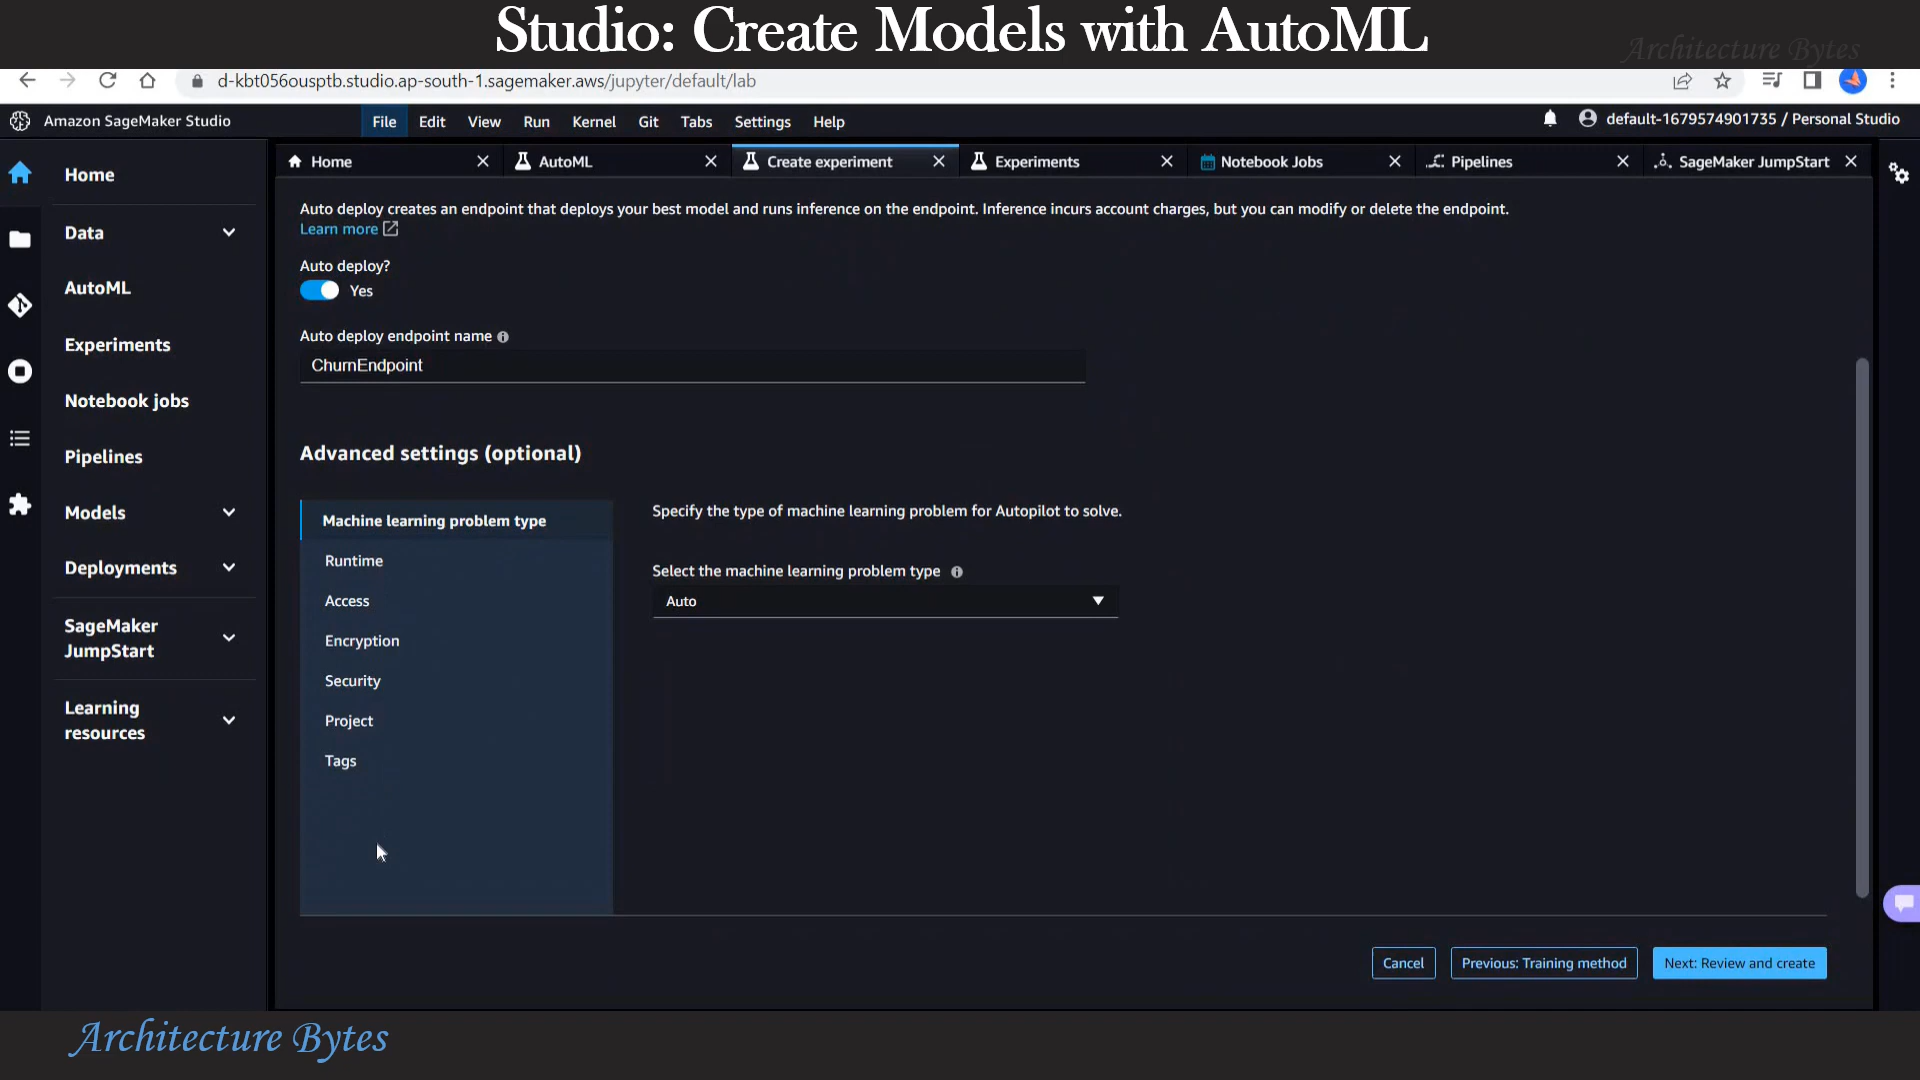 Studio: Create Models with AutoML
Architecture Bytes
d-kbt056ousptb.studio.ap-south-1.sagemaker.aws/jupyter/default/lab
Amazon SageMaker Studio
File Edit View Run Kernel Git Tabs Settings Help
default-1679574901735 / Personal Studio
Home
Data
AutoML
Experiments
Notebook jobs
Pipelines
Models
Deployments
SageMaker
JumpStart
Learning
resources
Home AutoML Create experiment Experiments Notebook Jobs Pipelines SageMaker JumpStart
Auto deploy creates an endpoint that deploys your best model and runs inference on the endpoint. Inference incurs account charges, but you can modify or delete the endpoint.
Learn more
Auto deploy?
Yes
Auto deploy endpoint name
ChurnEndpoint
Advanced settings (optional)
Machine learning problem type
Runtime
Access
Encryption
Security
Project
Tags
Specify the type of machine learning problem for Autopilot to solve.
Select the machine learning problem type
Auto
Cancel Previous: Training method Next: Review and create
Architecture Bytes